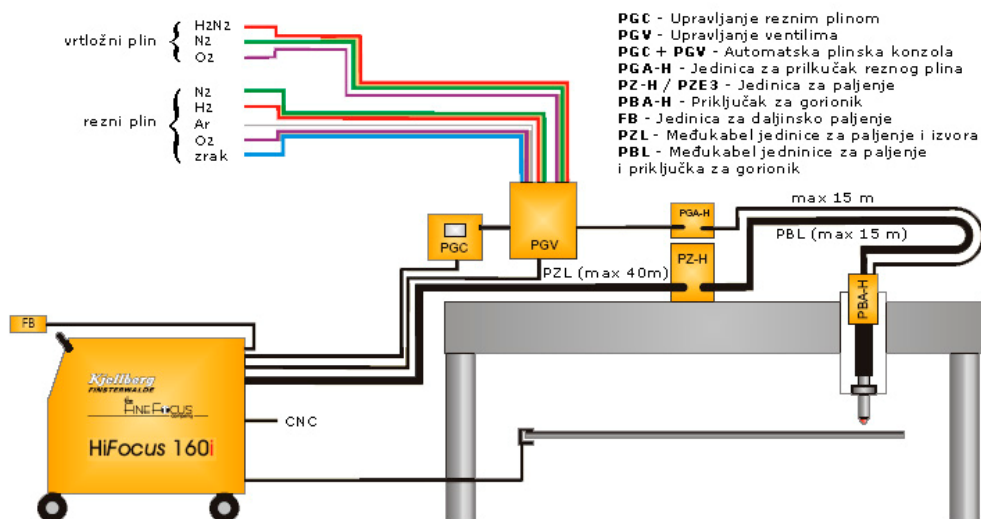 vrtložni plin
H2N2
N2
O2
rezni plin
N2
H2
Ar
O2
zrak
PGC - Upravljanje reznim plinom
PGV - Upravljanje ventilima
PGC + PGV - Automatska plinska konzola
PGA-H - Jedinica za prilkučak reznog plina
PZ-H / PZE3 - Jedinica za paljenje
PBA-H - Priključak za gorionik
FB - Jedinica za daljinsko paljenje
PZL - Međukabel jedinice za paljenje i izvora
PBL - Međukabel jedninice za paljenje
i priključka za gorionik
PGC
PGV
PGA-H
max 15 m
PBL (max 15 m)
PZL (max 40m)
PZ-H
PBA-H
FB
Kjellberg
FINSTERWALDE
the
FINEFOCUS
company
CNC
HiFocus 160i